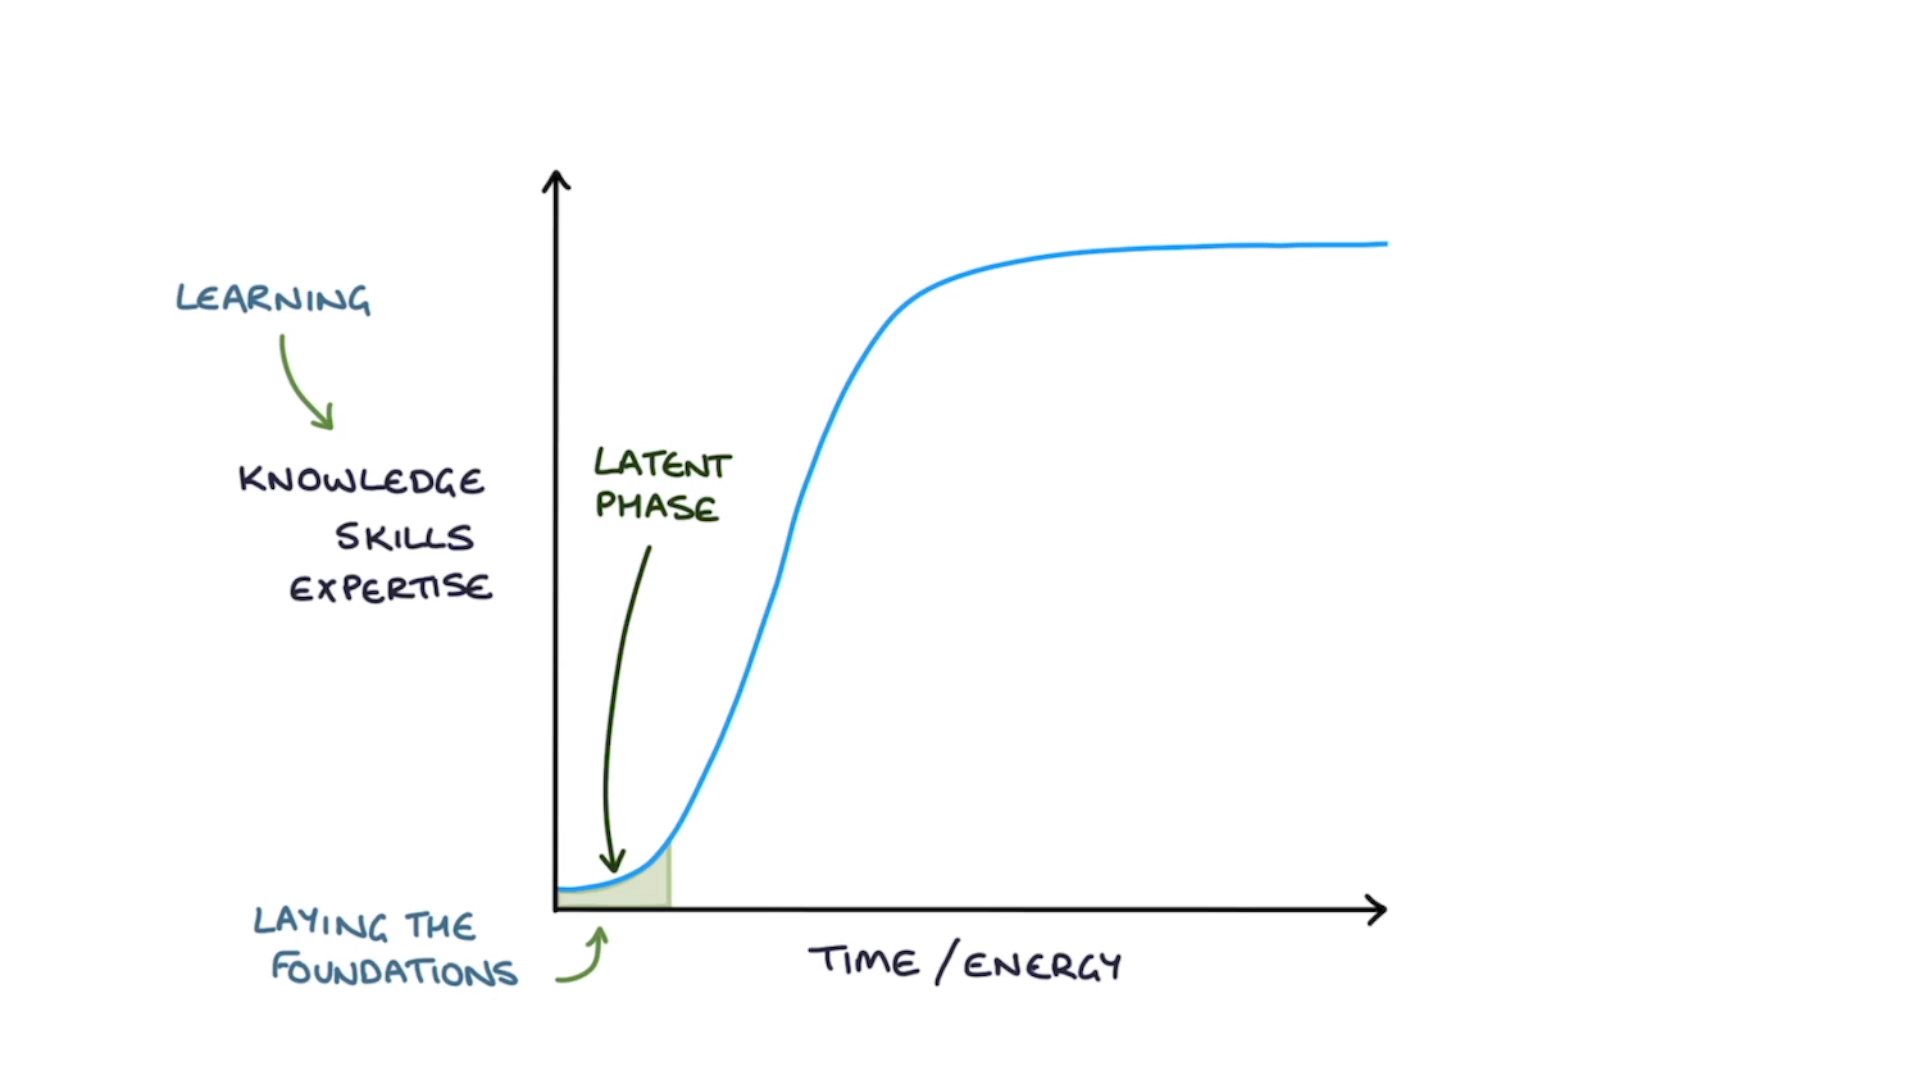 LEARNING
KNOWLEDGE
SKILLS
EXPERTISE
LATENT
PHASE
LAYING THE
FOUNDATIONS
TIME / ENERGY